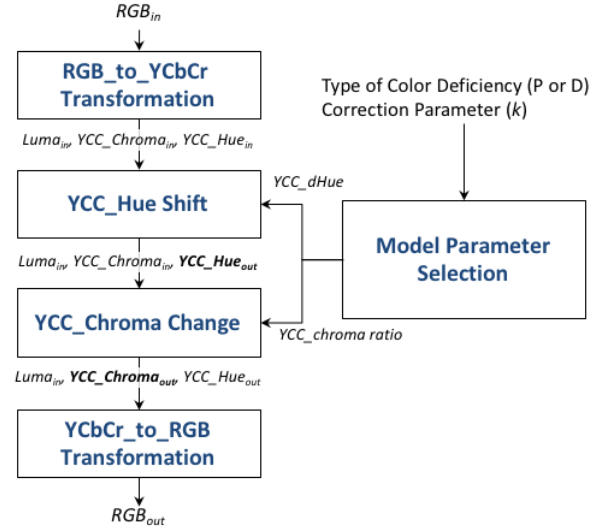 RGBin
RGB_to_YCbCr
Transformation
Type of Color Deficiency (P or D)
Correction Parameter (k)
Lumain, YCC_Chromain, YCC_Huein
YCC_dHue
YCC_Hue Shift
Model Parameter
Selection
Lumain, YCC_Chromain, YCC_Hueout
YCC_Chroma Change
YCC_chroma ratio
Lumain, YCC_Chromaout, YCC_Hueout
YCbCr_to_RGB
Transformation
RGBout